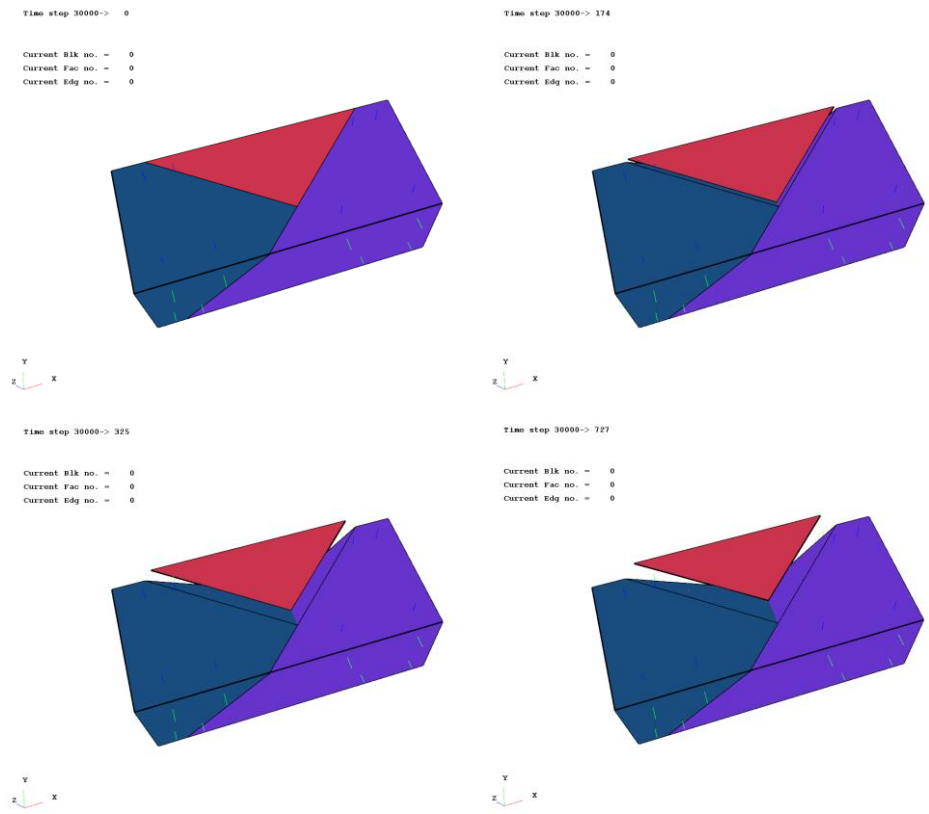 Time step 30000-> 0
Current Blk no. = 0
Current Fac no. = 0
Current Edg no. = 0
Y
Z X
Time step 30000-> 174
Current Blk no. = 0
Current Fac no. = 0
Current Edg no. = 0
Y
Z X
Time step 30000-> 325
Current Blk no. = 0
Current Fac no. = 0
Current Edg no. = 0
Y
Z X
Time step 30000-> 727
Current Blk no. = 0
Current Fac no. = 0
Current Edg no. = 0
Y
Z X